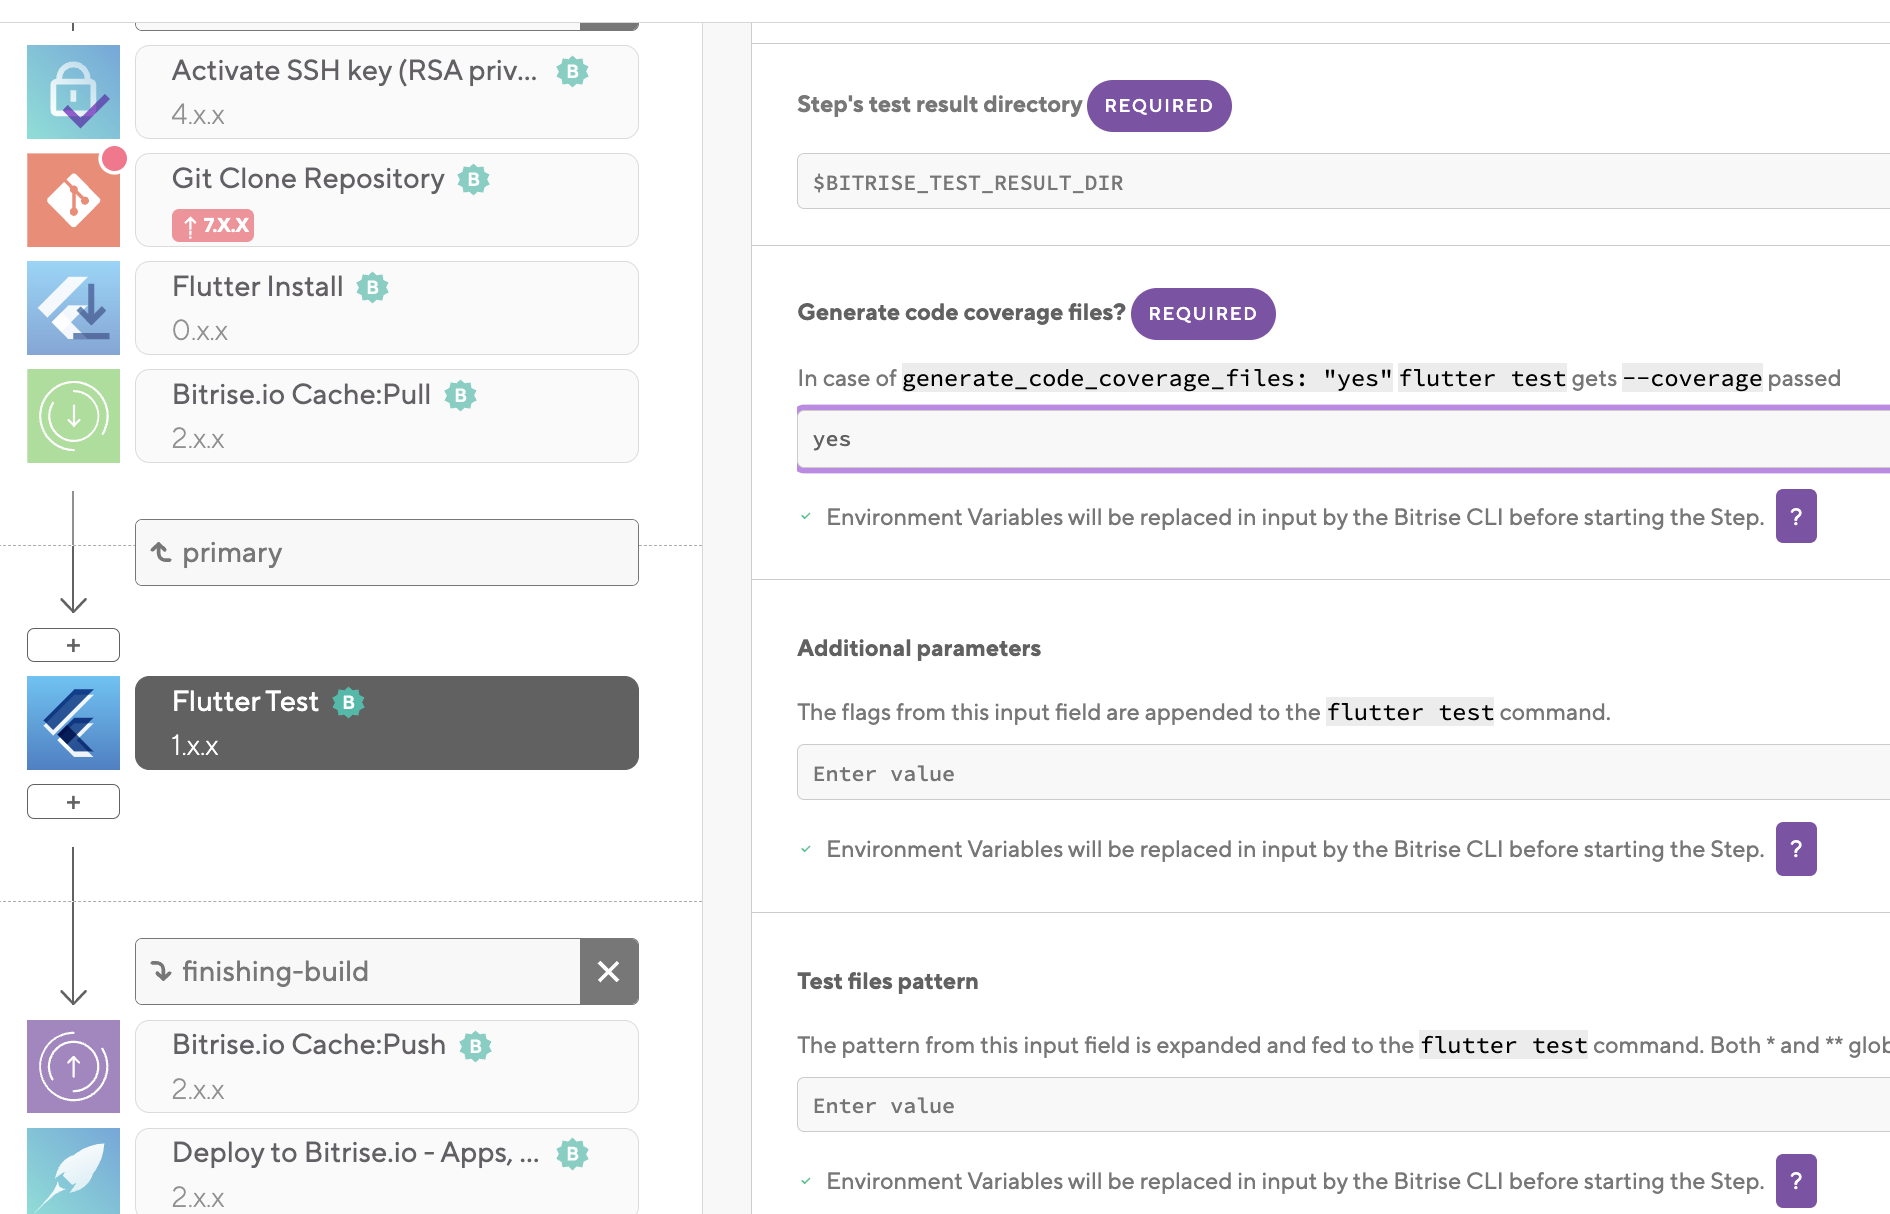 Activate SSH key (RSA priv...
4.x.x
Git Clone Repository
7.X.X
Flutter Install
0.x.x
Bitrise.io Cache:Pull
2.x.x
primary
+
Flutter Test
1.x.x
+
finishing-build
Bitrise.io Cache:Push
2.x.x
Deploy to Bitrise.io - Apps, ...
2.x.x
Step's test result directory REQUIRED
$BITRISE_TEST_RESULT_DIR
Generate code coverage files? REQUIRED
In case of generate_code_coverage_files: "yes" flutter test gets --coverage passed
yes
Environment Variables will be replaced in input by the Bitrise CLI before starting the Step. ?
Additional parameters
The flags from this input field are appended to the flutter test command.
Enter value
Environment Variables will be replaced in input by the Bitrise CLI before starting the Step. ?
Test files pattern
The pattern from this input field is expanded and fed to the flutter test command. Both * and ** glob
Enter value
Environment Variables will be replaced in input by the Bitrise CLI before starting the Step. ?